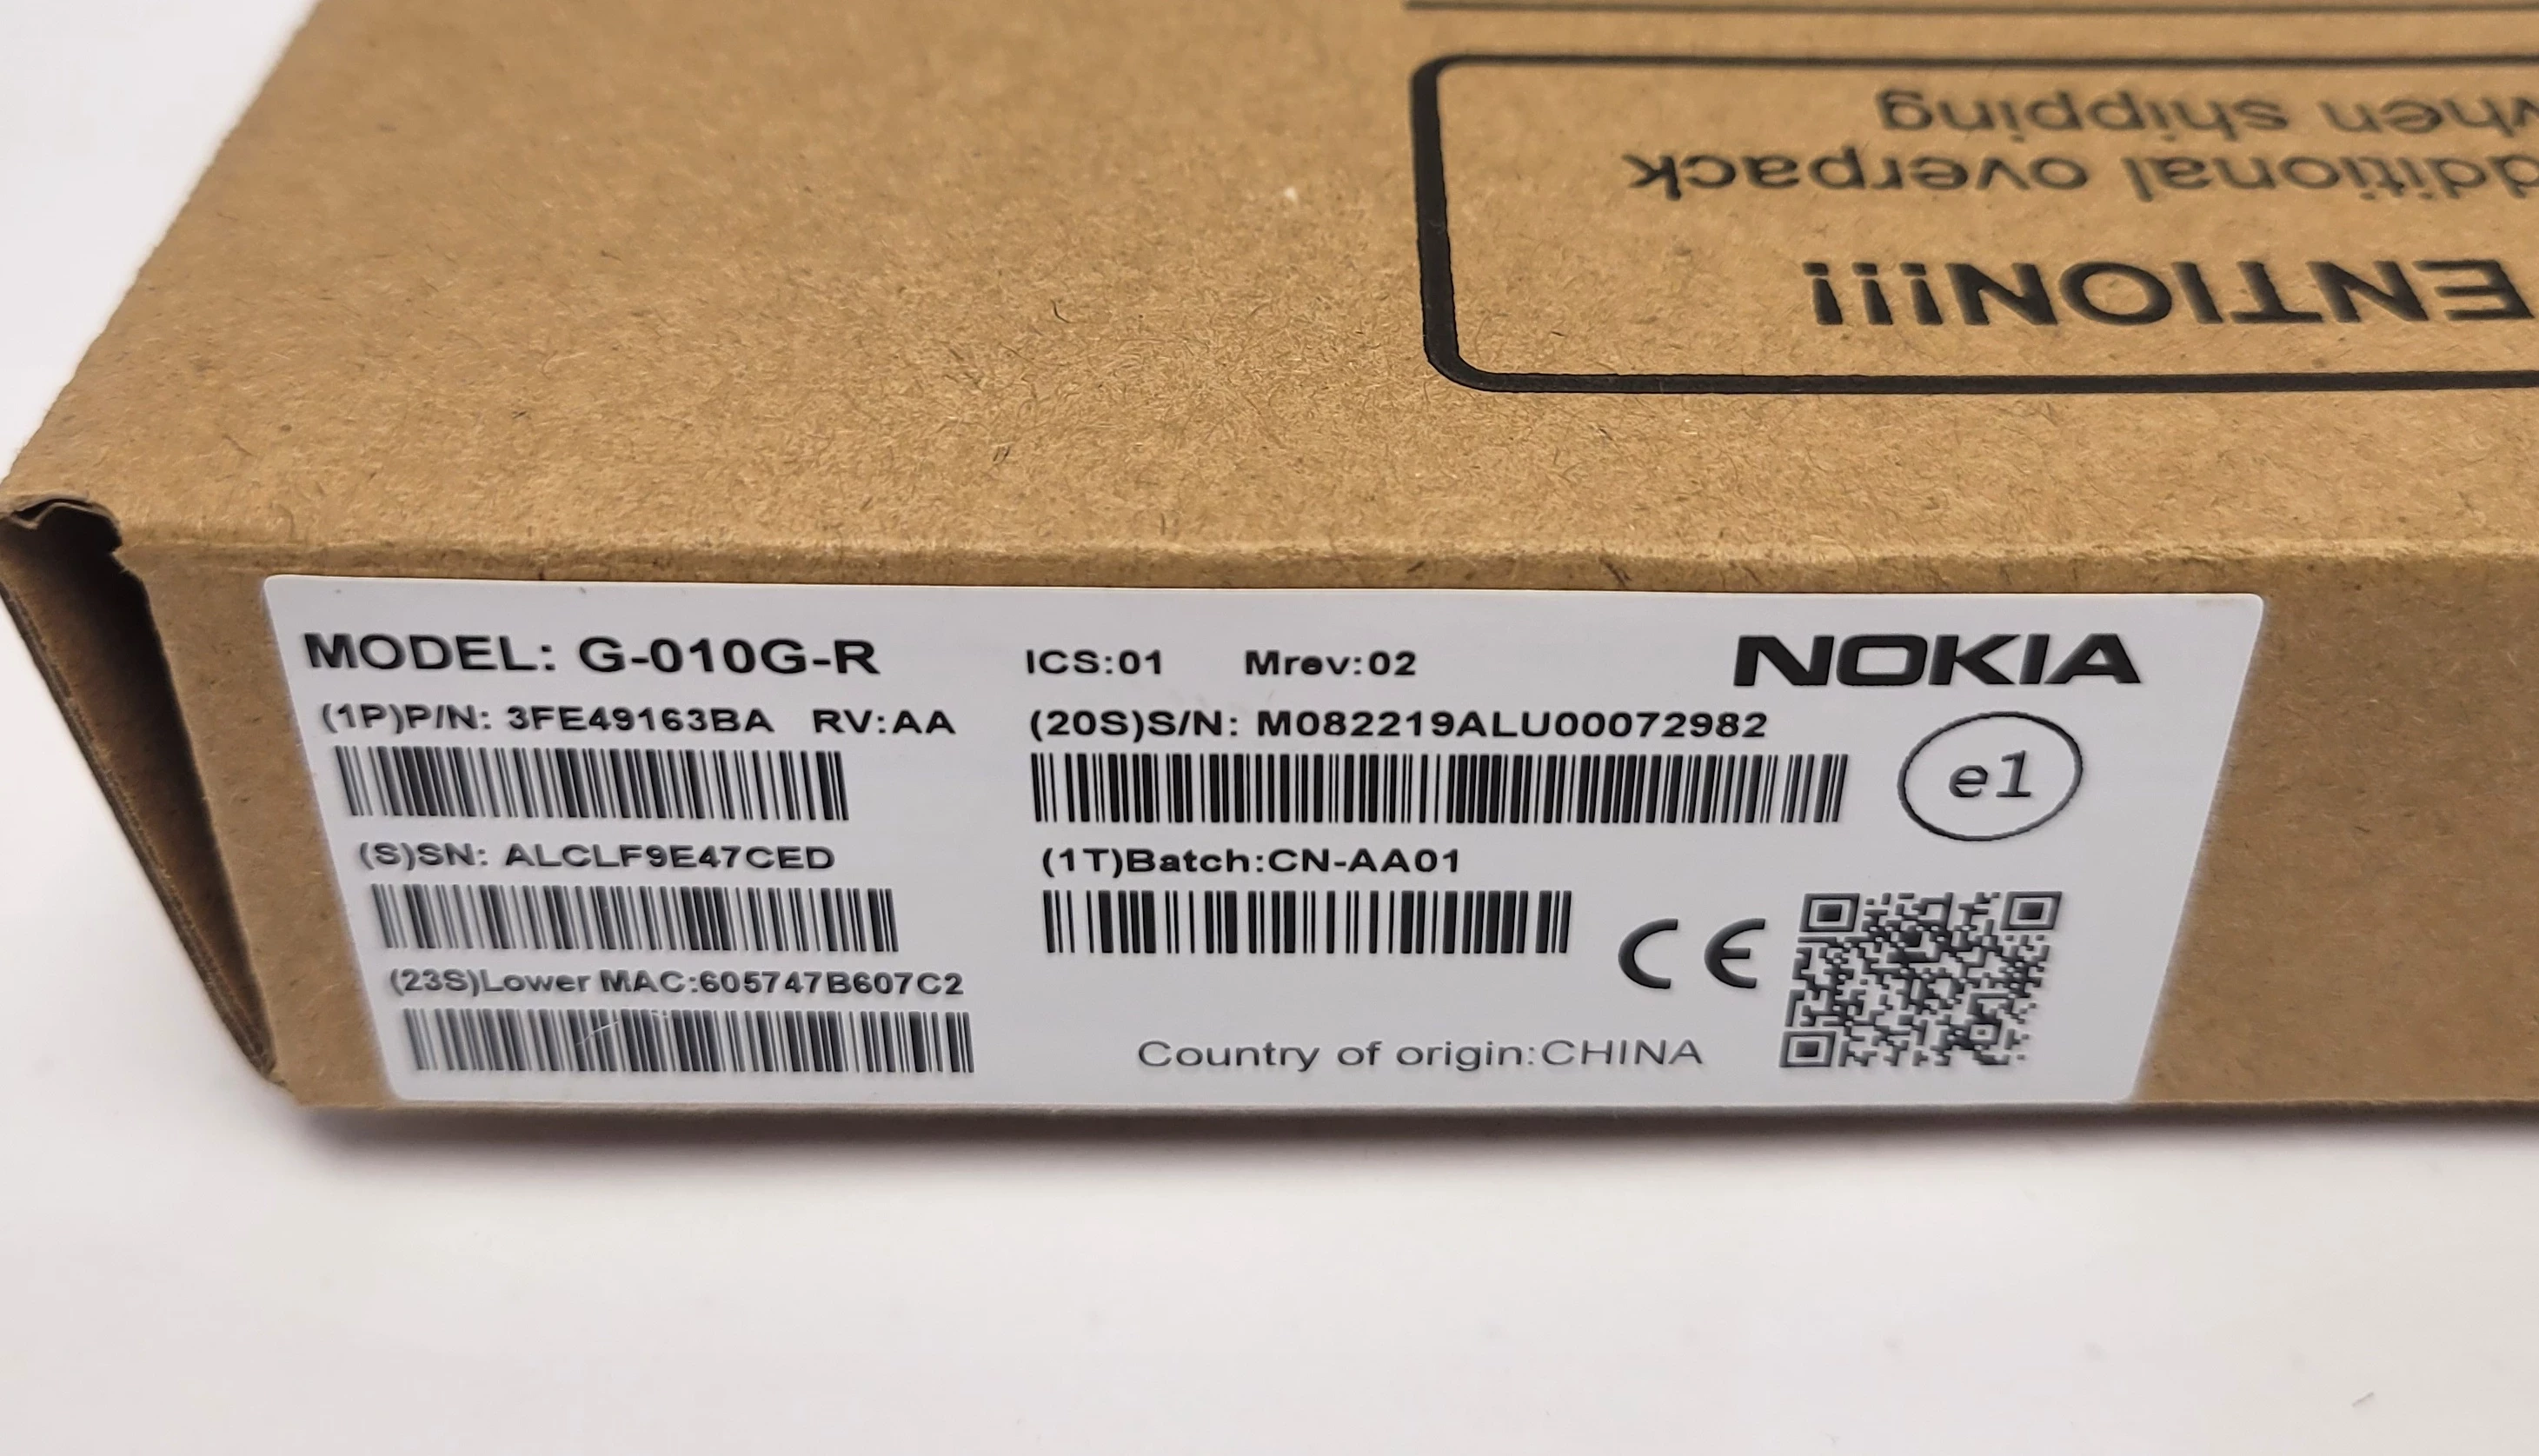 ENTION!!!
dditional overpack
when shipping
MODEL: G-010G-R ICS:01 Mrev:02 NOKIA
(1P)P/N: 3FE49163BA RV:AA (20S)S/N: M082219ALU00072982
e1
(S)SN: ALCLF9E47CED (1T)Batch:CN-AA01
CE
(23S)Lower MAC:605747B607C2
Country of origin:CHINA